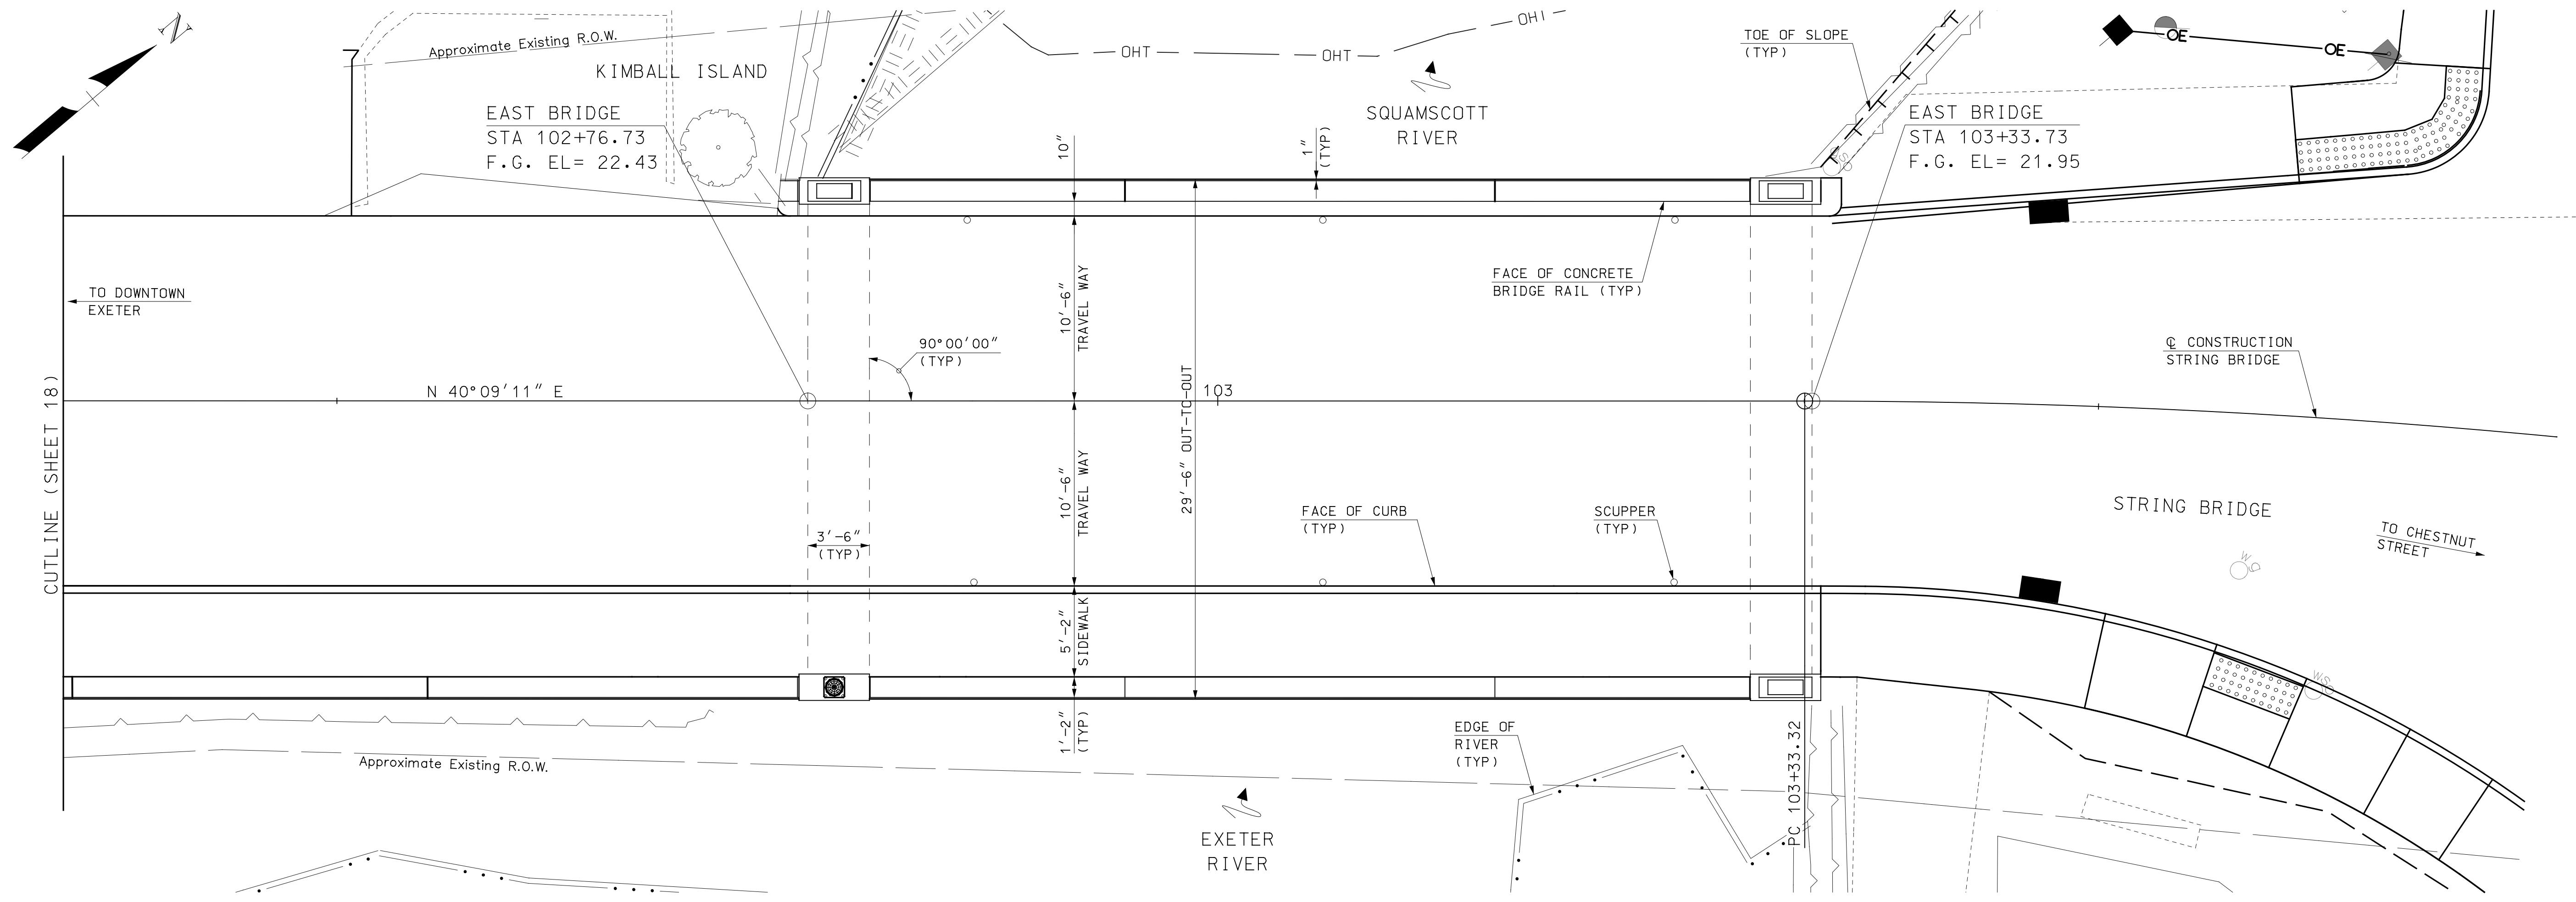 N
Approximate Existing R.O.W.
KIMBALL ISLAND
EAST BRIDGE
STA 102+76.73
F.G. EL= 22.43
OHT
OHT
OHT
SQUAMSCOTT
RIVER
TOE OF SLOPE
(TYP)
OE
OE
EAST BRIDGE
STA 103+33.73
F.G. EL= 21.95
10"
1"
(TYP)
WSO
TO DOWNTOWN
EXETER
10'-6"
TRAVEL WAY
FACE OF CONCRETE
BRIDGE RAIL (TYP)
90°00'00"
(TYP)
℄ CONSTRUCTION
STRING BRIDGE
N 40°09'11" E
103
CUTLINE (SHEET 18)
29'-6" OUT-TO-OUT
10'-6"
TRAVEL WAY
3'-6"
(TYP)
FACE OF CURB
(TYP)
SCUPPER
(TYP)
STRING BRIDGE
TO CHESTNUT
STREET
5'-2"
SIDEWALK
WSO
1'-2"
(TYP)
EDGE OF
RIVER
(TYP)
PC 103+33.32
Approximate Existing R.O.W.
EXETER
RIVER